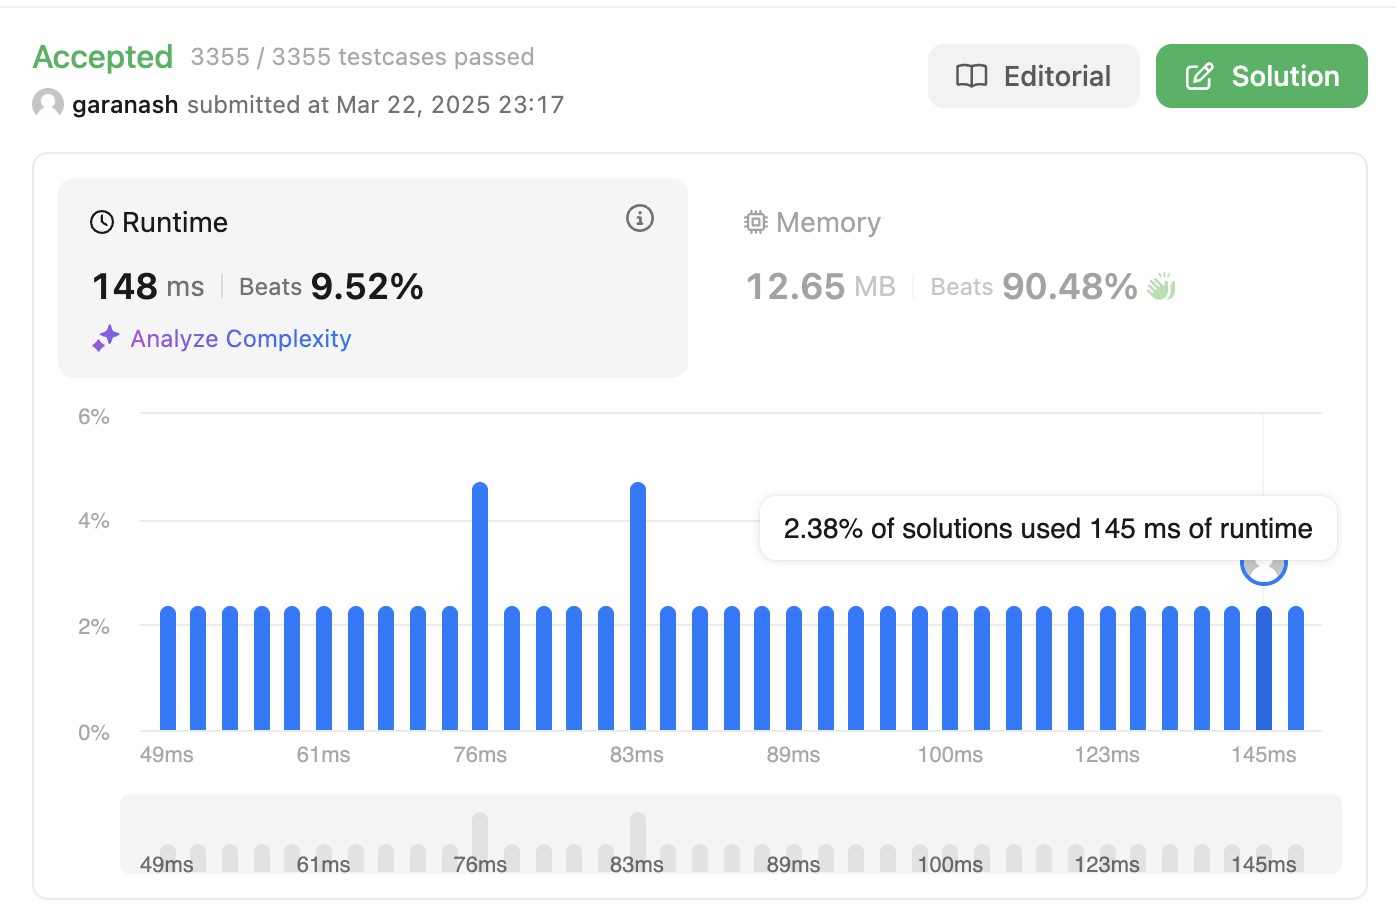 Accepted 3355 / 3355 testcases passed
garanash submitted at Mar 22, 2025 23:17
Editorial
Solution
Runtime
148 ms Beats 9.52%
Analyze Complexity
Memory
12.65 MB Beats 90.48%
6%
4%
2%
0%
2.38% of solutions used 145 ms of runtime
49ms 61ms 76ms 83ms 89ms 100ms 123ms 145ms
49ms 61ms 76ms 83ms 89ms 100ms 123ms 145ms